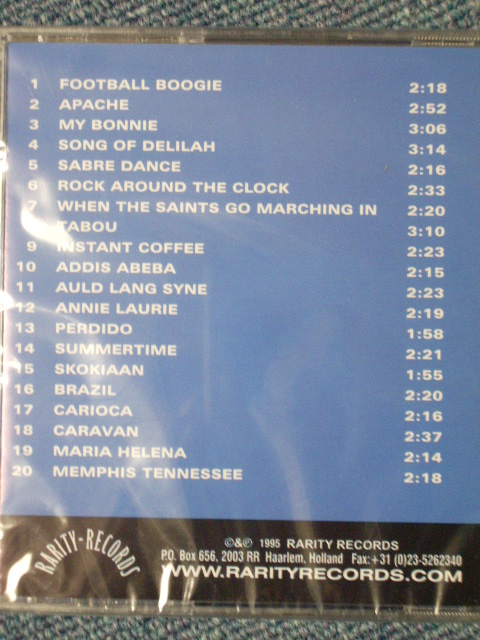 1 FOOTBALL BOOGIE 2:18
2 APACHE 2:52
3 MY BONNIE 3:06
4 SONG OF DELILAH 3:14
5 SABRE DANCE 2:16
6 ROCK AROUND THE CLOCK 2:33
7 WHEN THE SAINTS GO MARCHING IN 2:20
TABOU 3:10
9 INSTANT COFFEE 2:23
10 ADDIS ABEBA 2:15
11 AULD LANG SYNE 2:23
12 ANNIE LAURIE 2:19
13 PERDIDO 1:58
14 SUMMERTIME 2:21
15 SKOKIAAN 1:55
16 BRAZIL 2:20
17 CARIOCA 2:16
18 CARAVAN 2:37
19 MARIA HELENA 2:14
20 MEMPHIS TENNESSEE 2:18
RARITY-RECORDS
©&℗ 1995 RARITY RECORDS
P.O. Box 656, 2003 RR Haarlem, Holland Fax:+31 (0)23-5262340
WWW.RARITYRECORDS.COM